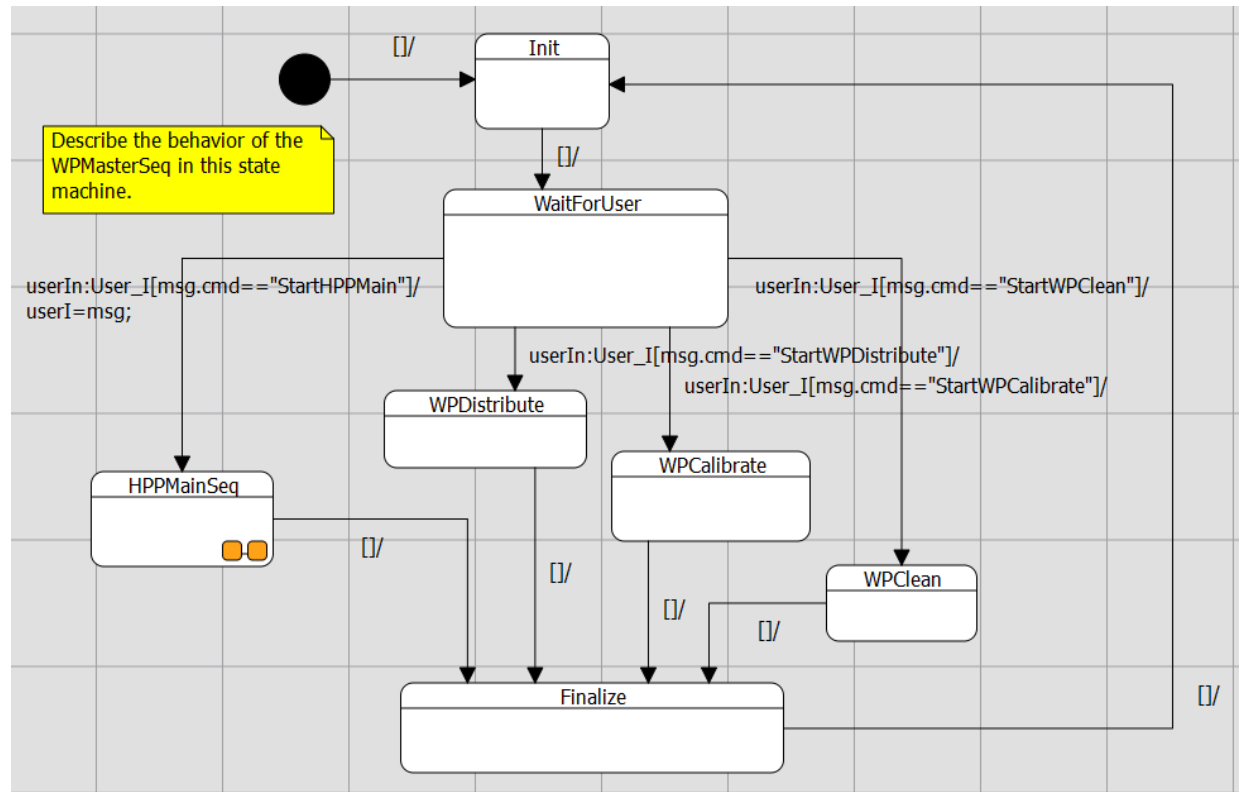 []/
Init
Describe the behavior of the
WPMasterSeq in this state
machine.
[]/
WaitForUser
userIn:User_I[msg.cmd=="StartHPPMain"]/
userI=msg;
userIn:User_I[msg.cmd=="StartWPClean"]/
userIn:User_I[msg.cmd=="StartWPDistribute"]/
userIn:User_I[msg.cmd=="StartWPCalibrate"]/
WPDistribute
WPCalibrate
HPPMainSeq
[]/
[]/
WPClean
[]/
[]/
Finalize
[]/